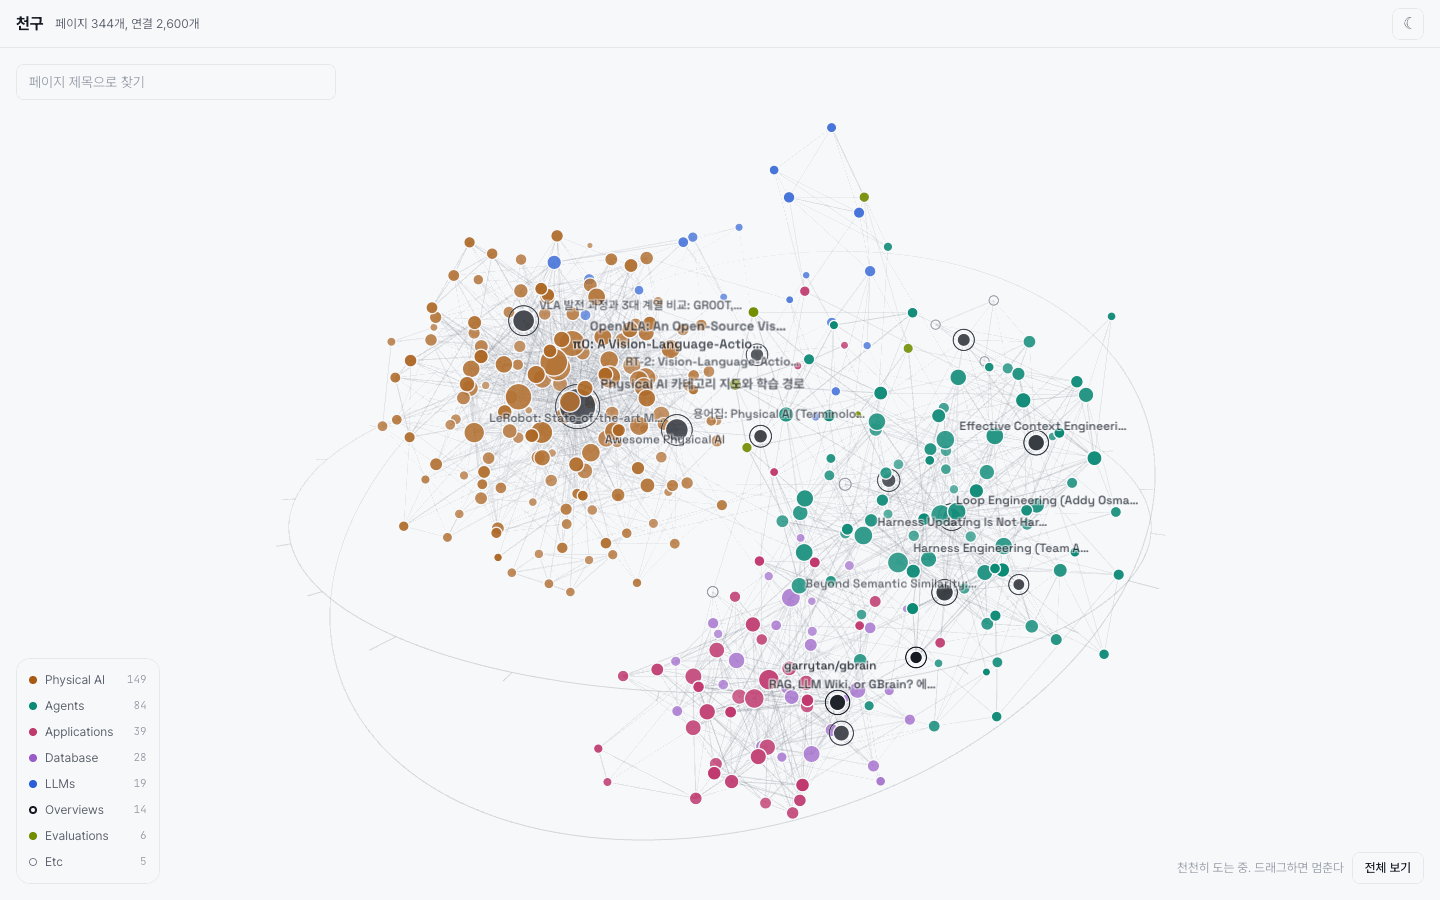 천구 페이지 344개, 연결 2,600개
페이지 제목으로 찾기
VLA 발전 과정과 3대 계열 비교: GROOT,...
OpenVLA: An Open-Source Vis...
π0: A Vision-Language-Actio...
RT-2: Vision-Language-Actio...
Physical AI 카테고리 지도와 학습 경로
LeRobot: State-of-the-art M...
용어집: Physical AI (Terminolo...
Awesome Physical AI
Effective Context Engineeri...
Loop Engineering (Addy Osma...
Harness Updating Is Not Har...
Harness Engineering (Team A...
Beyond Semantic Similarity:...
garrytan/gbrain
RAG, LLM Wiki, or GBrain? 에...
Physical AI 149
Agents 84
Applications 39
Database 28
LLMs 19
Overviews 14
Evaluations 6
Etc 5
천천히 도는 중. 드래그하면 멈춘다
전체 보기